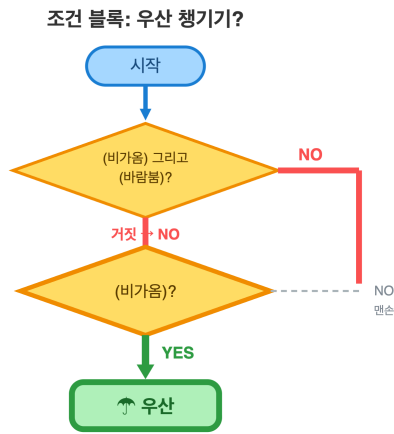 조건 블록: 우산 챙기기?
시작
(비가옴) 그리고
(바람붐)?
NO
거짓 → NO
(비가옴)?
NO
맨손
YES
☂ 우산